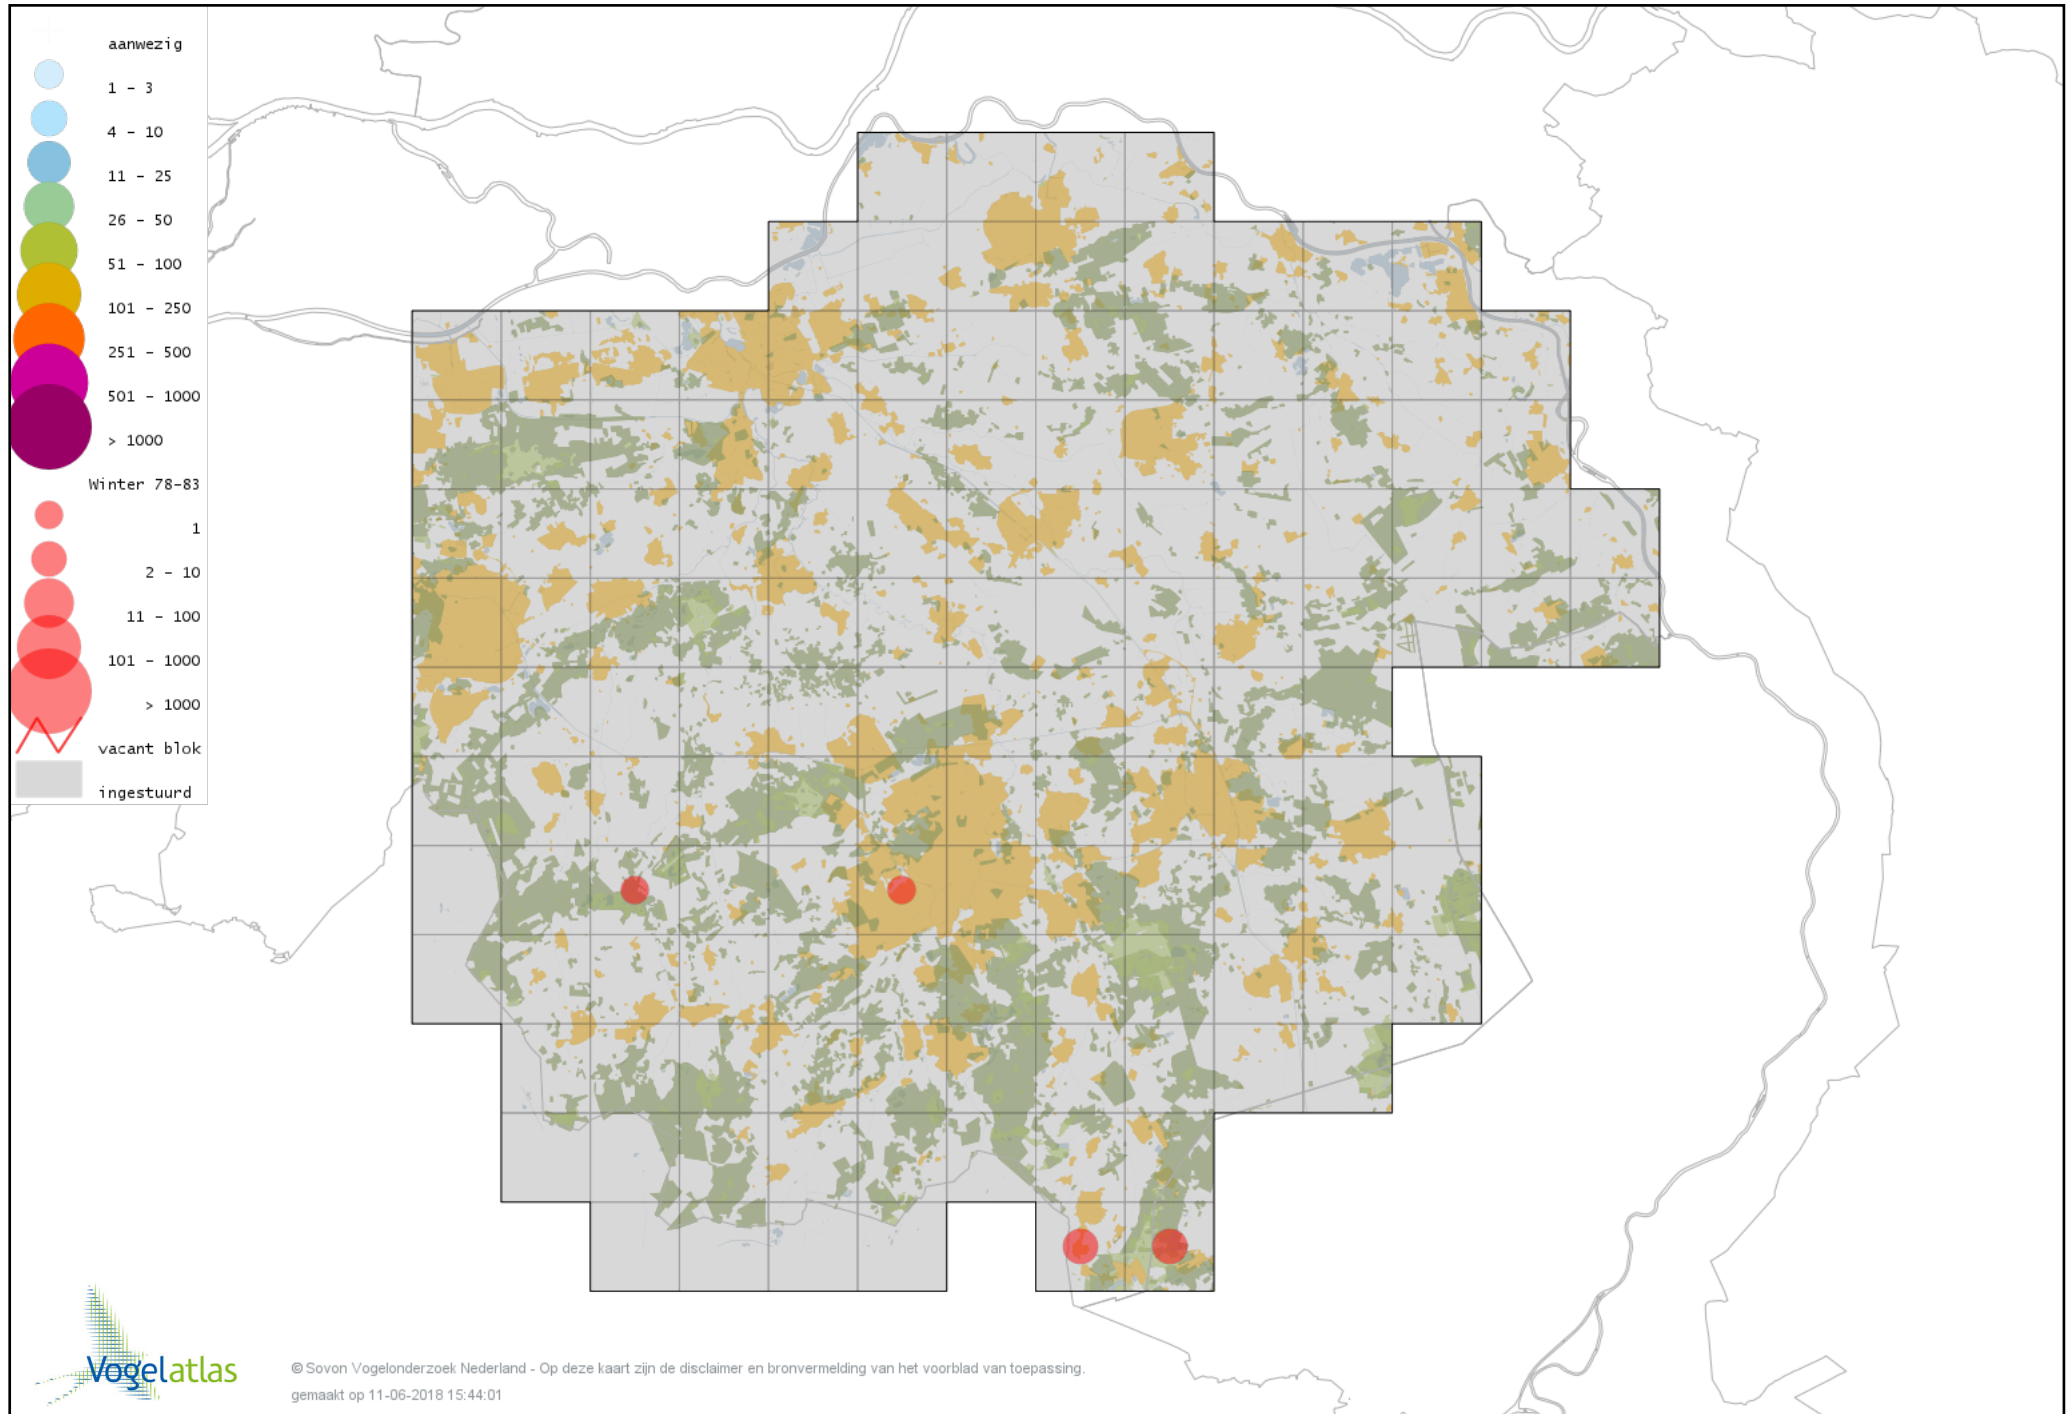 aanwezig
1 - 3
4 - 10
11 - 25
26 - 50
51 - 100
101 - 250
251 - 500
501 - 1000
> 1000
Winter 78-83
1
2 - 10
11 - 100
101 - 1000
> 1000
vacant blok
ingestuurd
Vogelatlas
© Sovon Vogelonderzoek Nederland - Op deze kaart zijn de disclaimer en bronvermelding van het voorblad van toepassing.
gemaakt op 11-06-2018 15:44:01